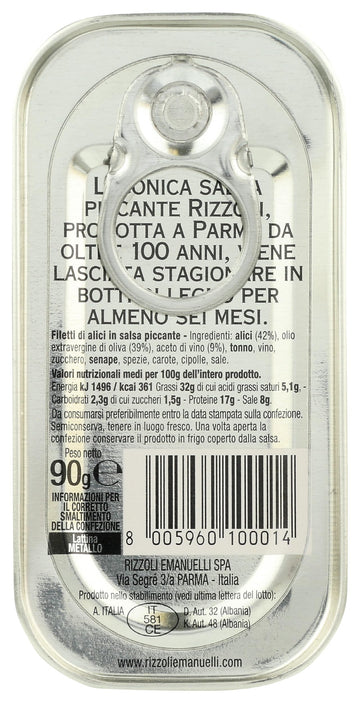 L'UNICA SALSA
PICCANTE RIZZOLI,
PRODOTTA A PARMA DA
OLTRE 100 ANNI, VIENE
LASCIATA STAGIONARE IN
BOTTI DI LEGNO PER
ALMENO SEI MESI.
Filetti di alici in salsa piccante - Ingredienti: alici (42%), olio
extravergine di oliva (39%), aceto di vino (9%), tonno, vino,
zucchero, senape, spezie, carote, cipolle, sale.
Valori nutrizionali medi per 100g dell'intero prodotto.
Energia kJ 1496 / kcal 361 Grassi 32g di cui acidi grassi saturi 5,1g, -
Carboidrati 2,3g di cui zuccheri 1,5g - Proteine 17g - Sale 8g.
Da consumarsi preferibilmente entro la data stampata sulla confezione.
Semiconserva, tenere in luogo fresco. Una volta aperta la
confezione conservare il prodotto in frigo coperto dalla salsa.
Peso netto
90g e
INFORMAZIONI PER
IL CORRETTO
SMALTIMENTO
DELLA CONFEZIONE
Lattina
METALLO
8 005960 100014
RIZZOLI EMANUELLI SPA
Via Segrè 3/a PARMA - Italia
Prodotto nello stabilimento (vedi ultima lettera del lotto):
A. ITALIA
IT
581
CE
D. Aut. 32 (Albania)
K. Aut. 48 (Albania)
www.rizzoliemanuelli.com